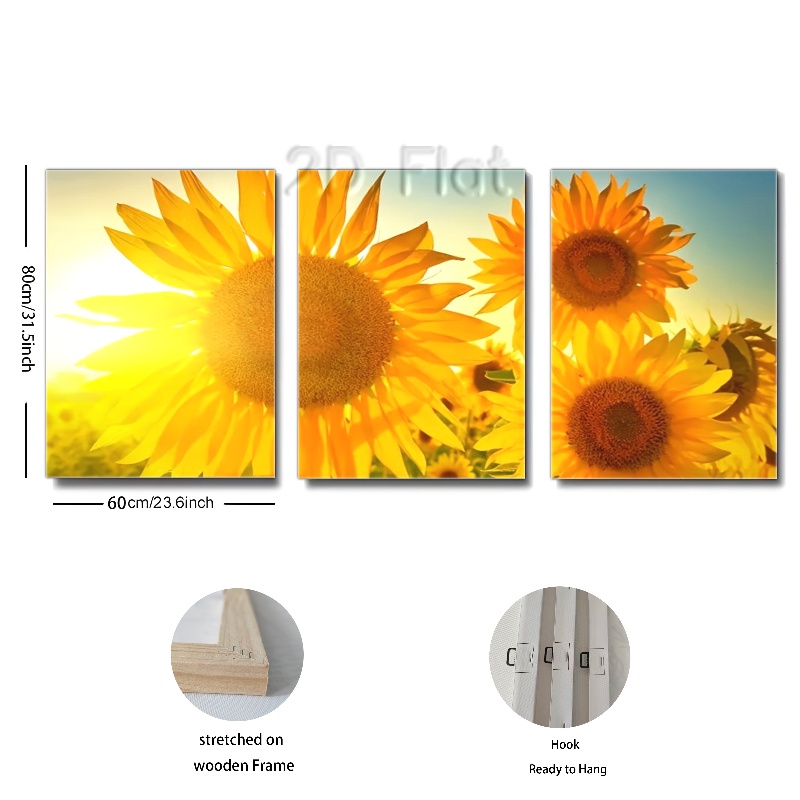 2D Flat
80cm/31.5inch
60cm/23.6inch
stretched on
wooden Frame
Hook
Ready to Hang